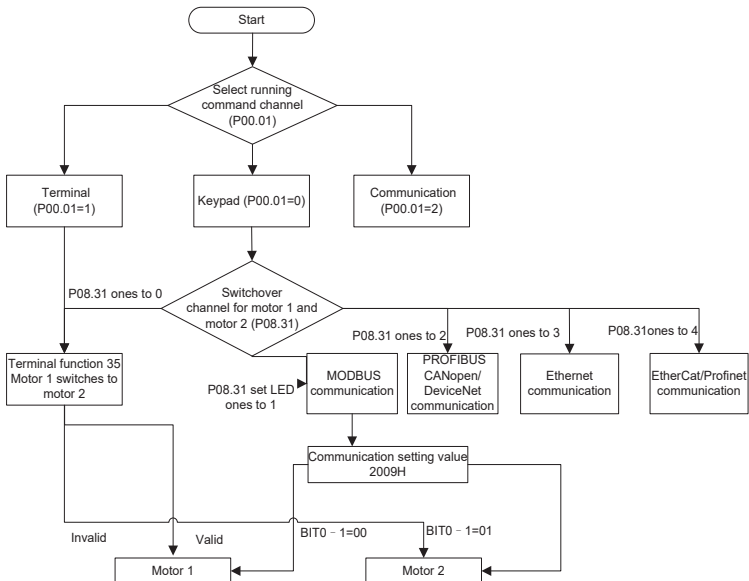 Start
Select running
command channel
(P00.01)
Terminal
(P00.01=1)
Keypad (P00.01=0)
Communication
(P00.01=2)
P08.31 ones to 0
Switchover
channel for motor 1 and
motor 2 (P08.31)
P08.31 ones to 2
P08.31 ones to 3
P08.31ones to 4
Terminal function 35
Motor 1 switches to
motor 2
P08.31 set LED
ones to 1
MODBUS
communication
PROFIBUS
CANopen/
DeviceNet
communication
Ethernet
communication
EtherCat/Profinet
communication
Communication setting value
2009H
Invalid
Valid
BIT0﹣1=00
BIT0﹣1=01
Motor 1
Motor 2